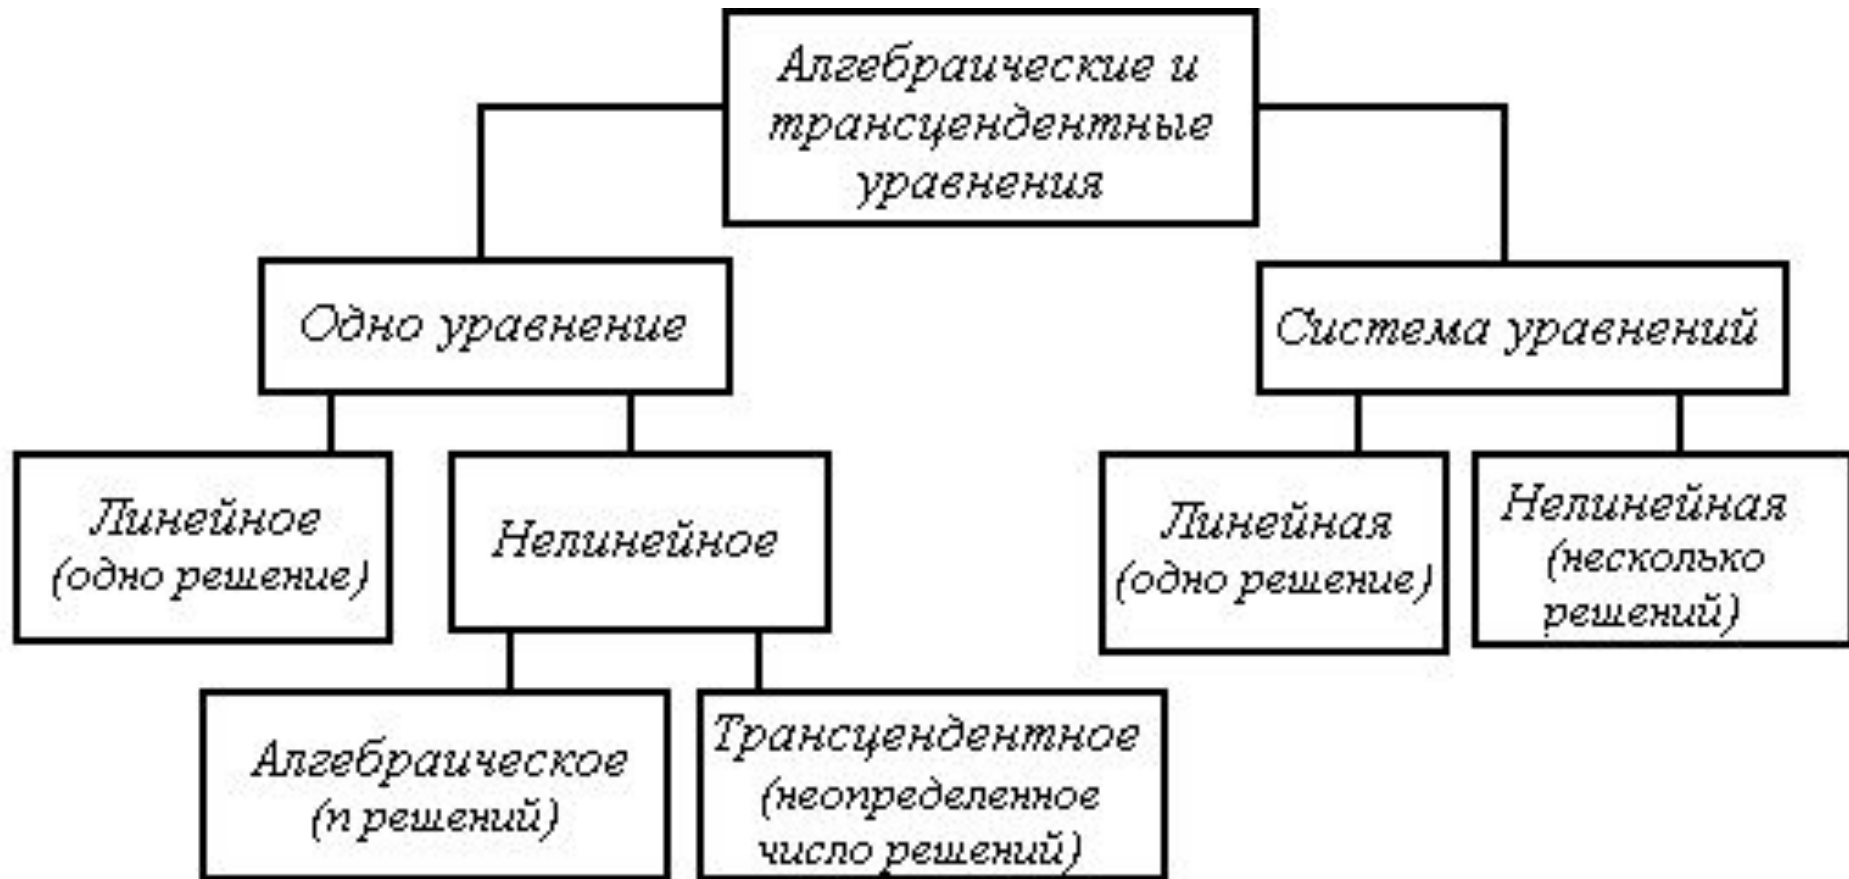 Алгебраические и
трансцендентные
уравнения
Одно уравнение
Система уравнений
Линейное
(одно решение)
Нелинейное
Линейная
(одно решение)
Нелинейная
(несколько
решений)
Алгебраическое
(n решений)
Трансцендентное
(неопределенное
число решений)